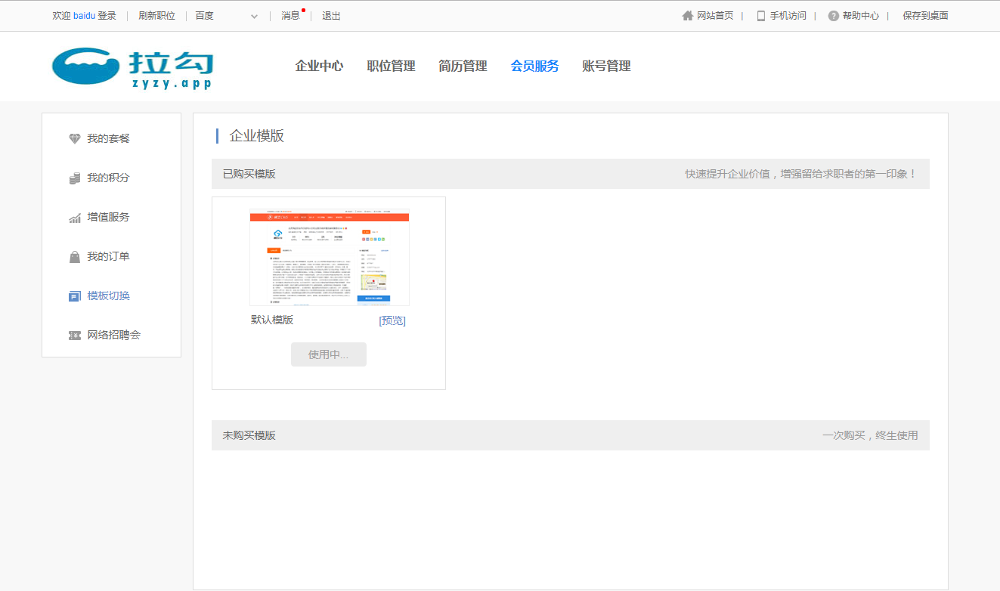 欢迎 baidu 登录 刷新职位 百度 消息 退出 网站首页 | 手机访问 | 帮助中心 | 保存到桌面
拉勾
zyzy.app
企业中心 职位管理 简历管理 会员服务 账号管理
我的套餐
我的积分
增值服务
我的订单
模板切换
网络招聘会
企业模版
已购买模版 快速提升企业价值，增强留给求职者的第一印象！
默认模版 [预览]
使用中...
未购买模版 一次购买，终生使用